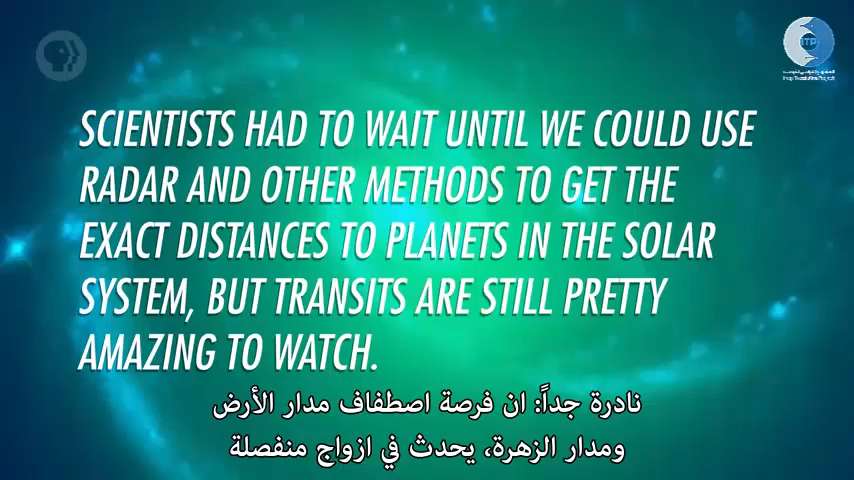 PBS
ITP
SCIENTISTS HAD TO WAIT UNTIL WE COULD USE
RADAR AND OTHER METHODS TO GET THE
EXACT DISTANCES TO PLANETS IN THE SOLAR
SYSTEM, BUT TRANSITS ARE STILL PRETTY
AMAZING TO WATCH.
نادرة جداً: ان فرصة اصطفاف مدار الأرض
ومدار الزهرة، يحدث في ازواج منفصلة